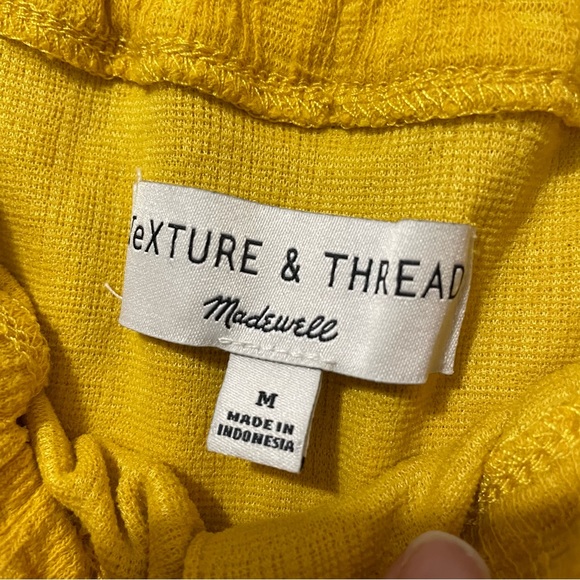 TeXTURE & THREAD
Madewell
M
MADE IN
INDONESIA